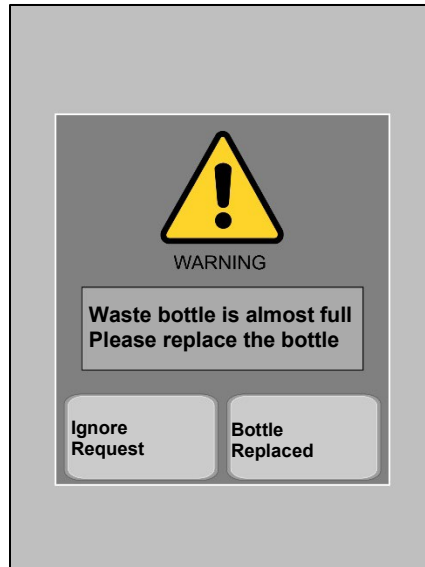 WARNING
Waste bottle is almost full
Please replace the bottle
Ignore
Request
Bottle
Replaced